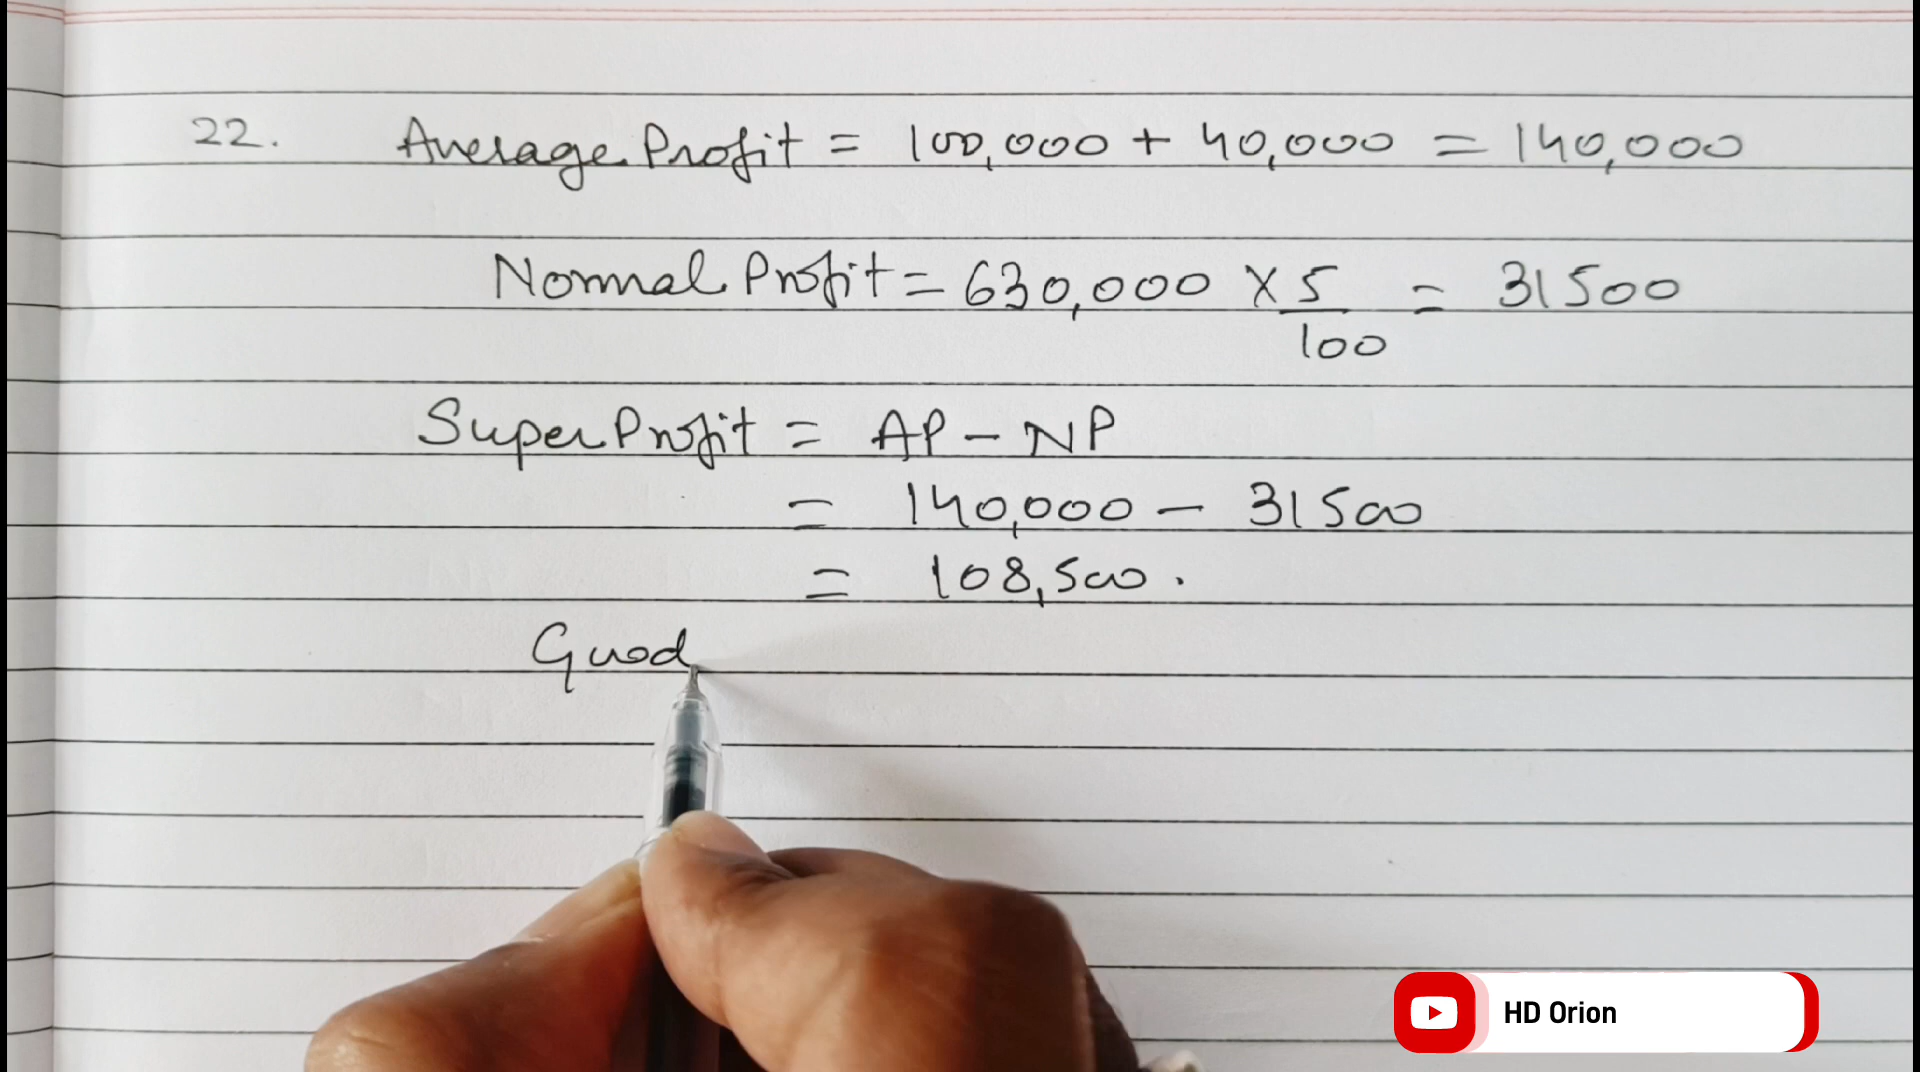 22. Average Profit = 100,000 + 40,000 = 140,000
Normal Profit = 630,000 × 5 = 31500
100
Super Profit = AP - NP
= 140,000 - 31500
= 108,500.
Good
HD Orion